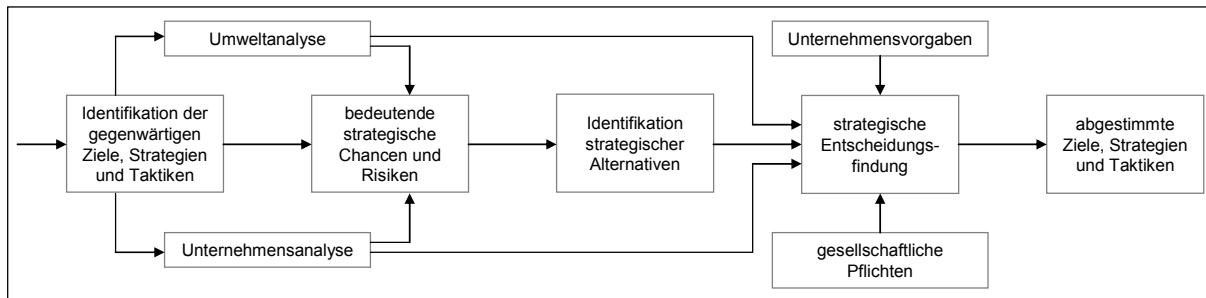 Umweltanalyse
Unternehmensvorgaben
Identifikation der
gegenwärtigen
Ziele, Strategien
und Taktiken
bedeutende
strategische
Chancen und
Risiken
Identifikation
strategischer
Alternativen
strategische
Entscheidungs-
findung
abgestimmte
Ziele, Strategien
und Taktiken
Unternehmensanalyse
gesellschaftliche
Pflichten